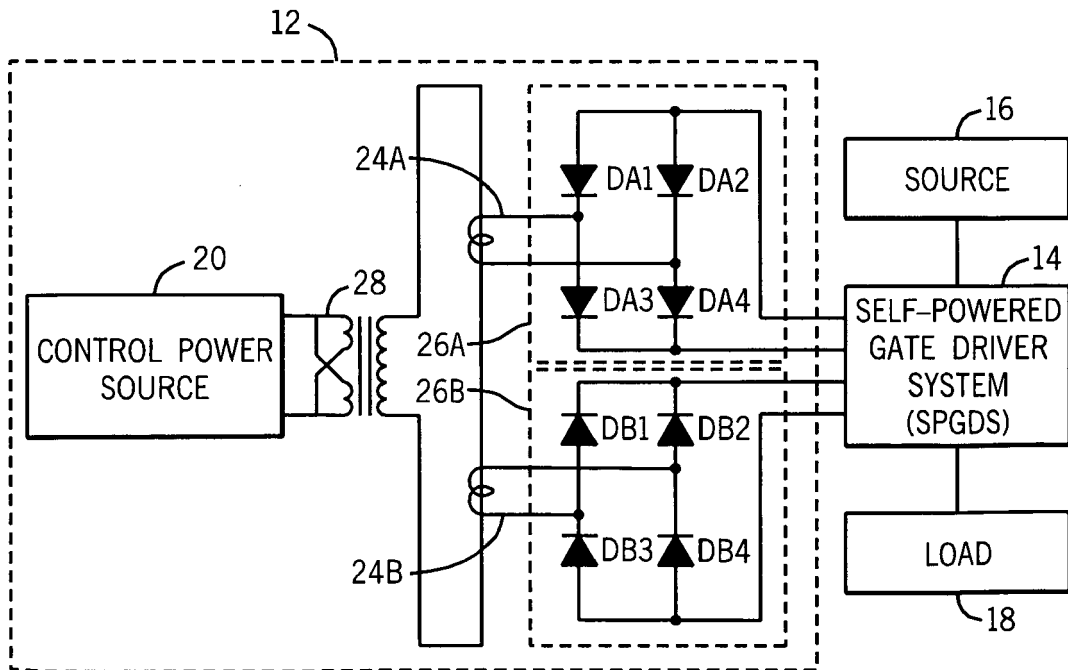 12
16
24A
DA1
DA2
SOURCE
20
28
14
DA3
DA4
CONTROL POWER
SOURCE
26A
26B
SELF-POWERED
GATE DRIVER
SYSTEM
(SPGDS)
DB1
DB2
24B
DB3
DB4
LOAD
18